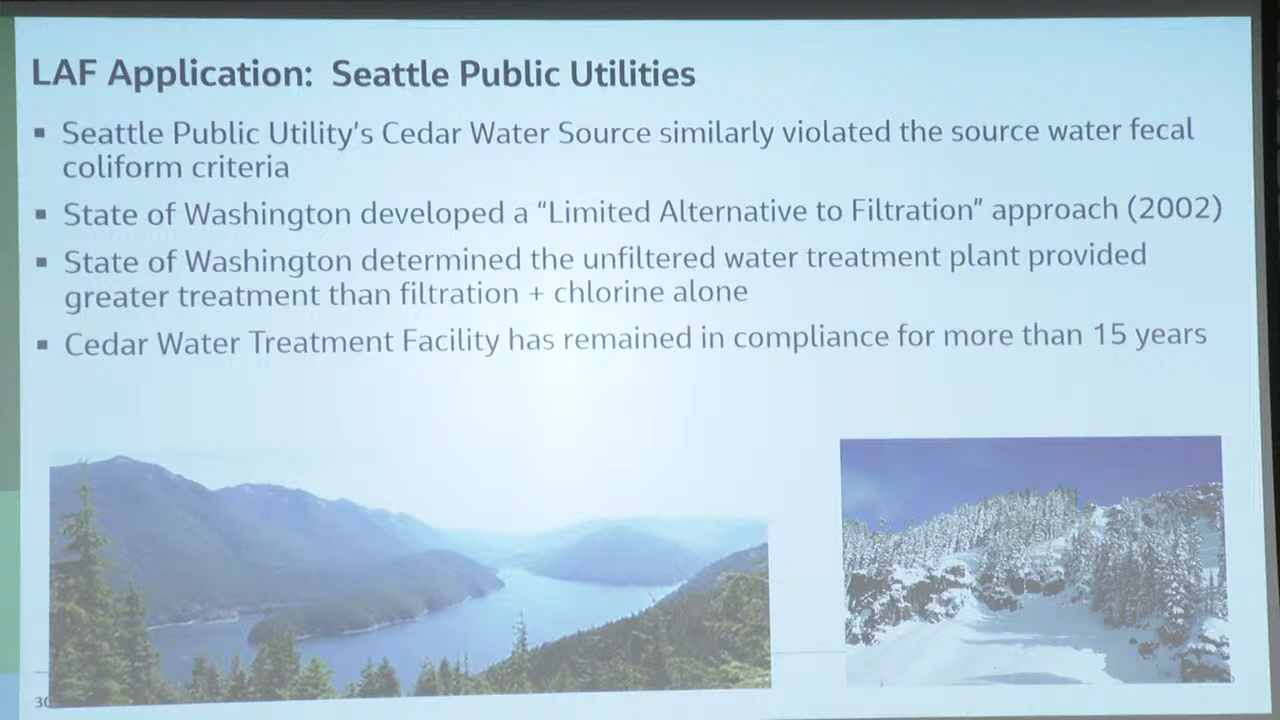 LAF Application: Seattle Public Utilities
▪ Seattle Public Utility's Cedar Water Source similarly violated the source water fecal
coliform criteria
▪ State of Washington developed a “Limited Alternative to Filtration” approach (2002)
▪ State of Washington determined the unfiltered water treatment plant provided
greater treatment than filtration + chlorine alone
▪ Cedar Water Treatment Facility has remained in compliance for more than 15 years